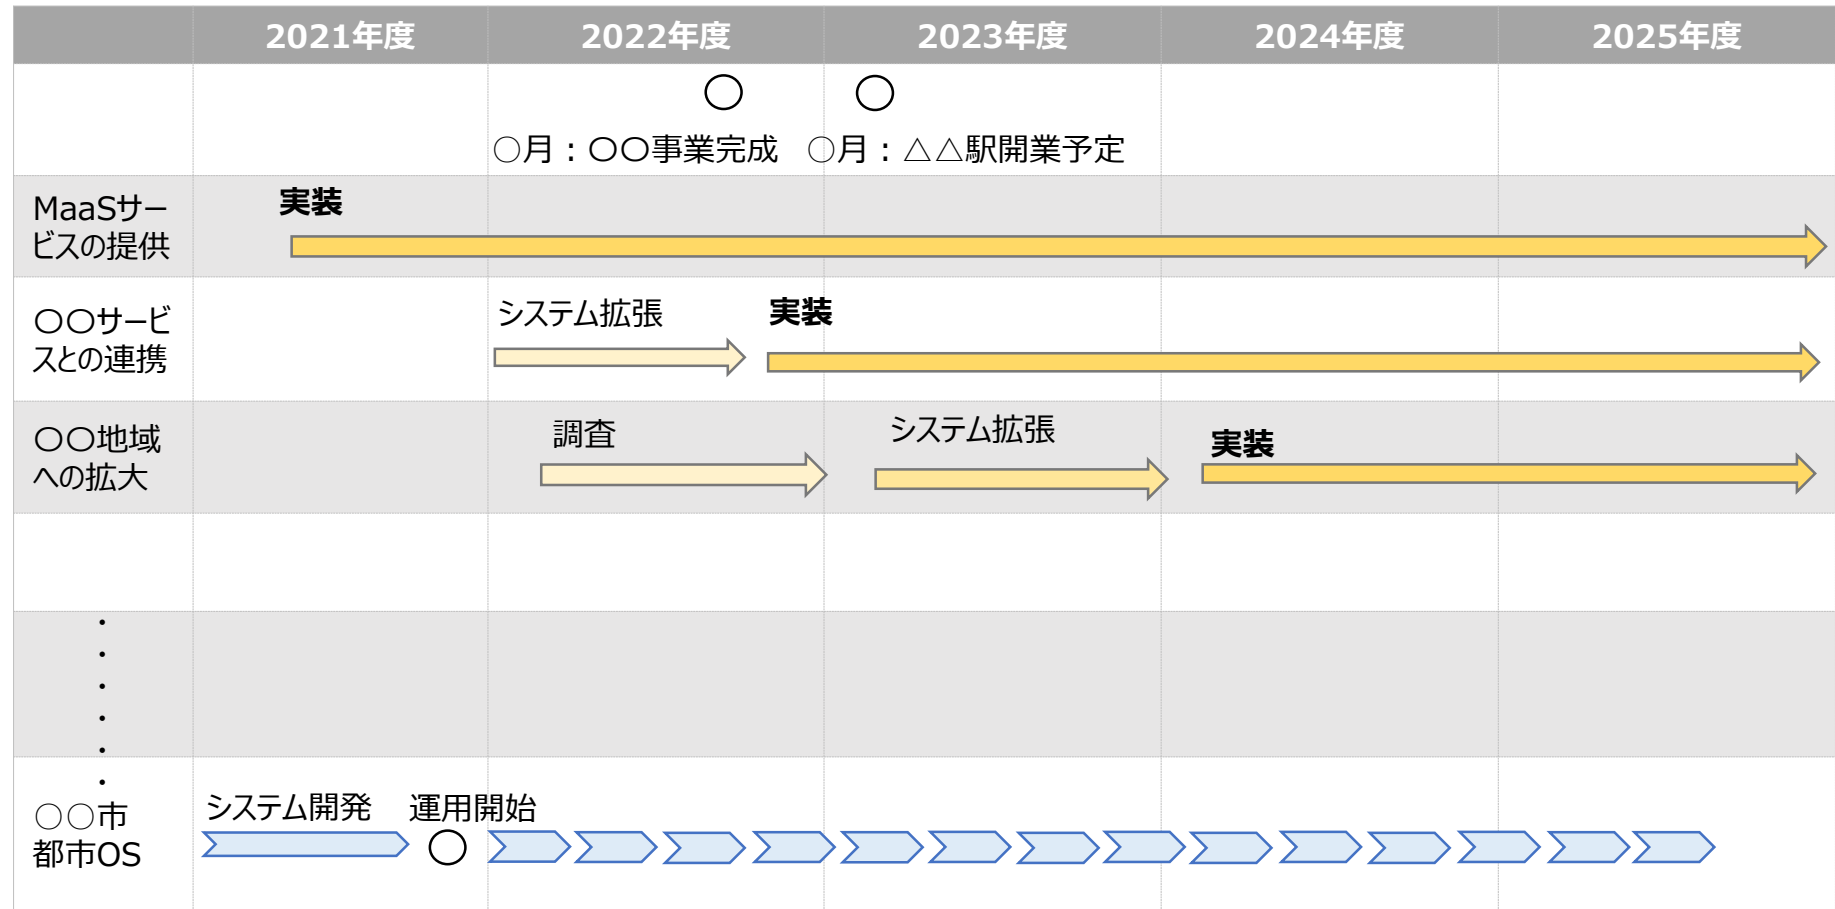 2021年度 2022年度 2023年度 2024年度 2025年度
○月：〇〇事業完成 ○月：△△駅開業予定
MaaSサー
ビスの提供
実装
〇〇サービ
スとの連携
システム拡張 実装
〇〇地域
への拡大
調査 システム拡張 実装
・
・
・
・
・
・
○○市
都市OS
システム開発 運用開始